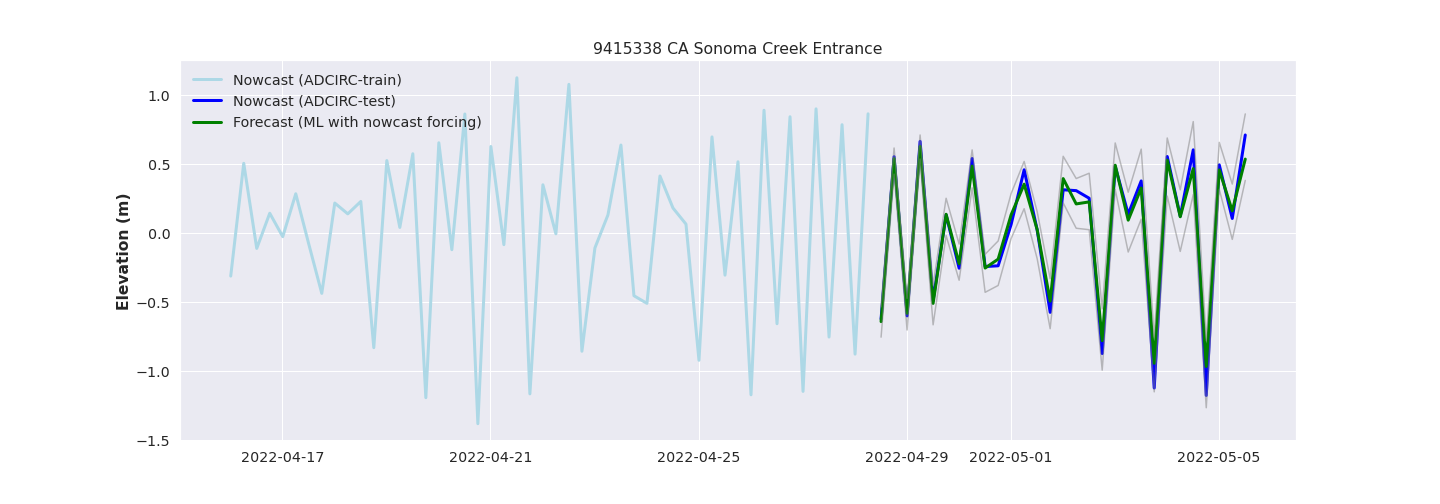 9415338 CA Sonoma Creek Entrance
Nowcast (ADCIRC-train)
Nowcast (ADCIRC-test)
Forecast (ML with nowcast forcing)
Elevation (m)
1.0
0.5
0.0
−0.5
−1.0
−1.5
2022-04-17 2022-04-21 2022-04-25 2022-04-29 2022-05-01 2022-05-05